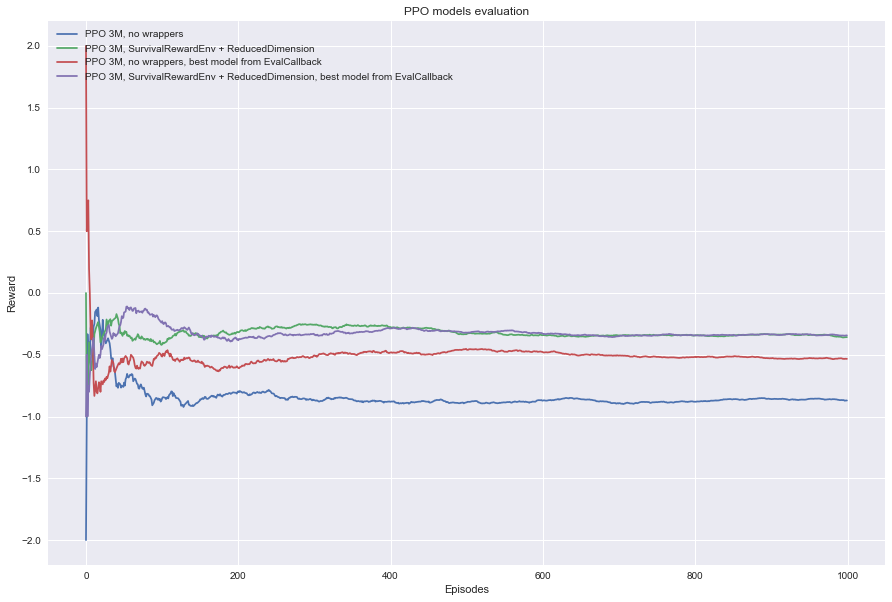 PPO models evaluation
PPO 3M, no wrappers
PPO 3M, SurvivalRewardEnv + ReducedDimension
PPO 3M, no wrappers, best model from EvalCallback
PPO 3M, SurvivalRewardEnv + ReducedDimension, best model from EvalCallback
2.0
1.5
1.0
0.5
0.0
−0.5
−1.0
−1.5
−2.0
Reward
0 200 400 600 800 1000
Episodes